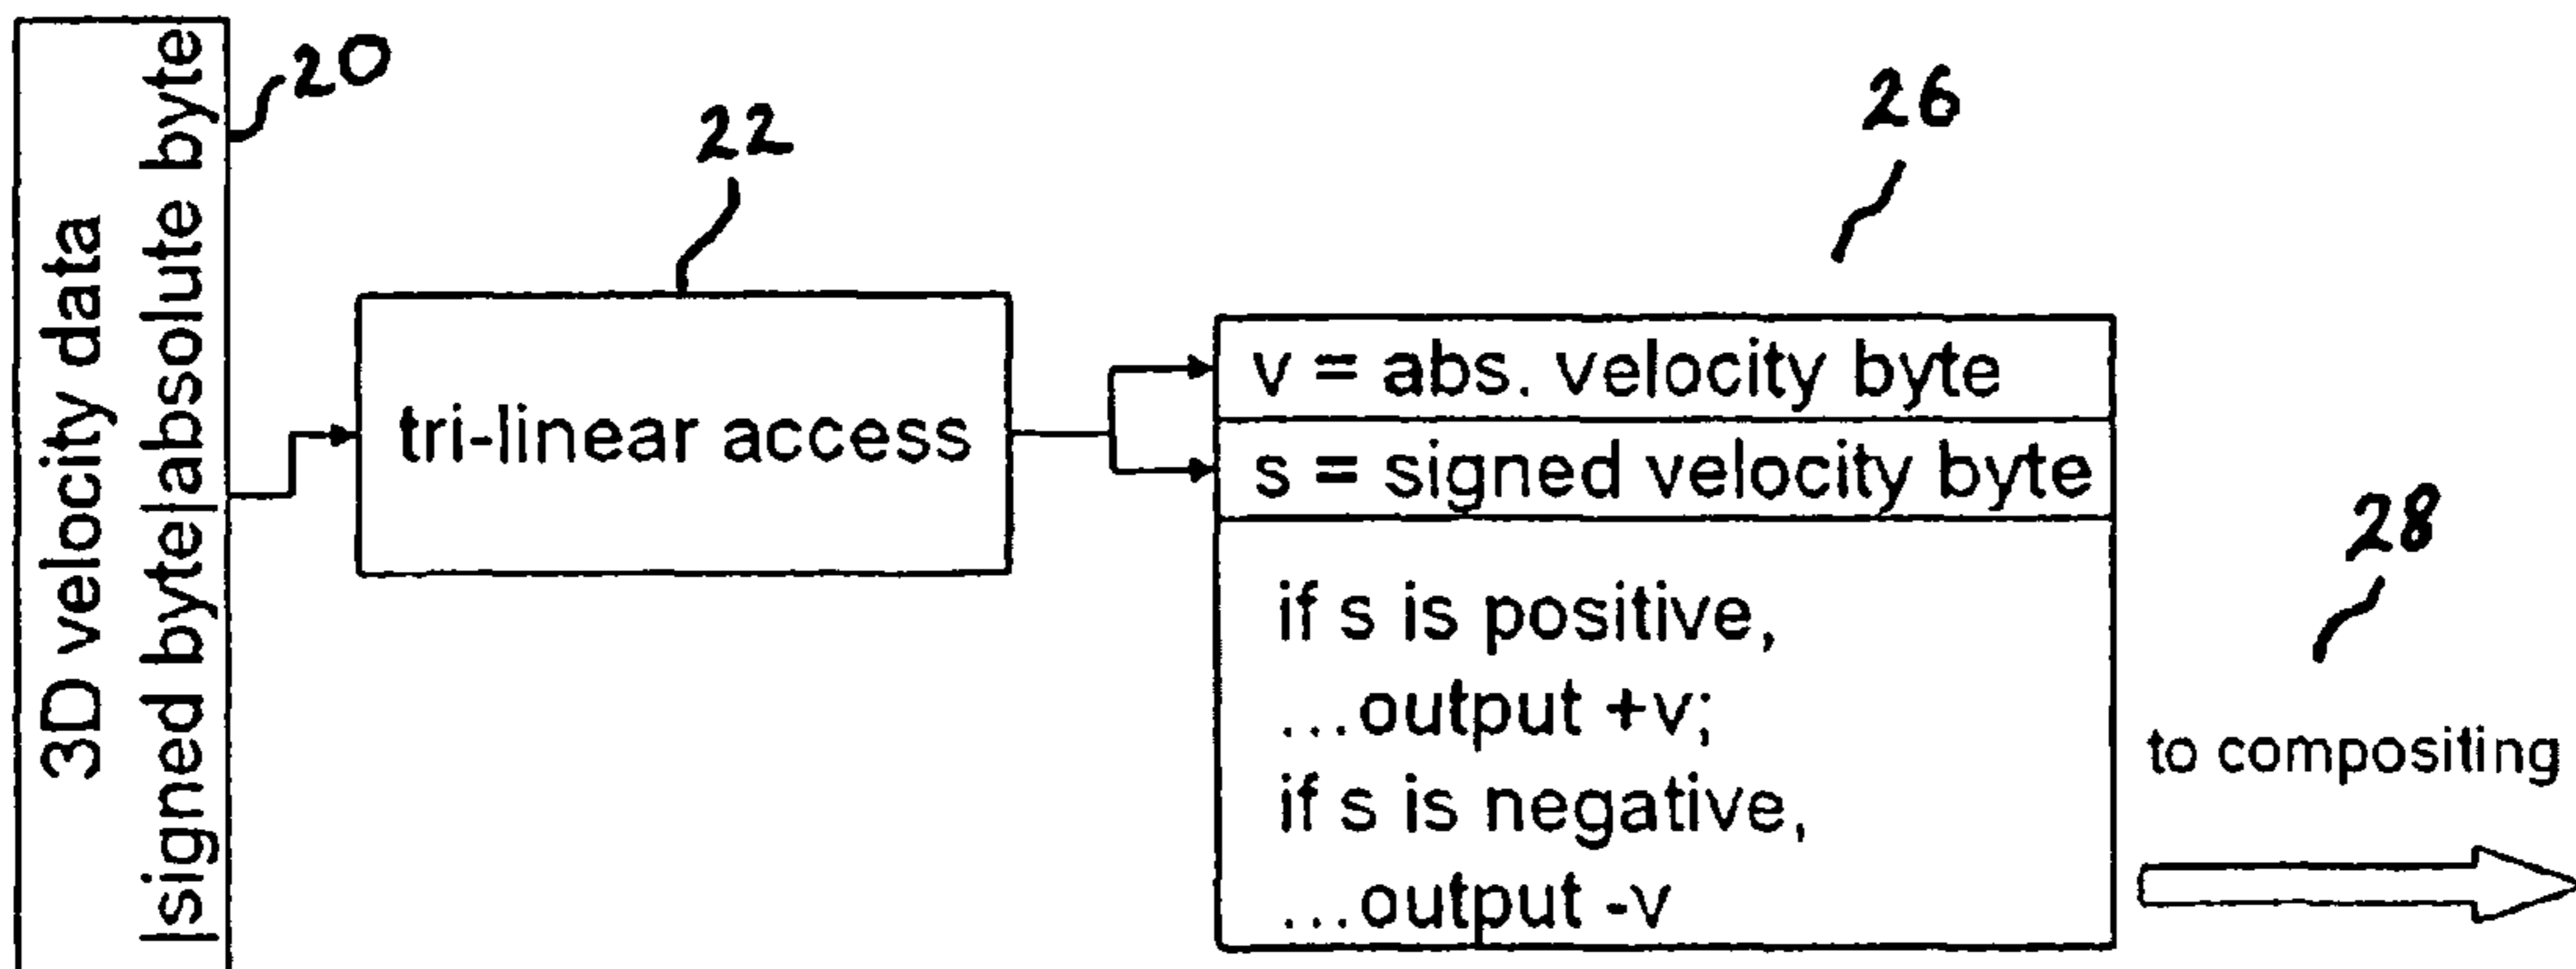 3D velocity data
|signed byte|absolute byte
20
22
tri-linear access
26
v = abs. velocity byte
s = signed velocity byte
if s is positive,
...output +v;
if s is negative,
...output -v
28
to compositing